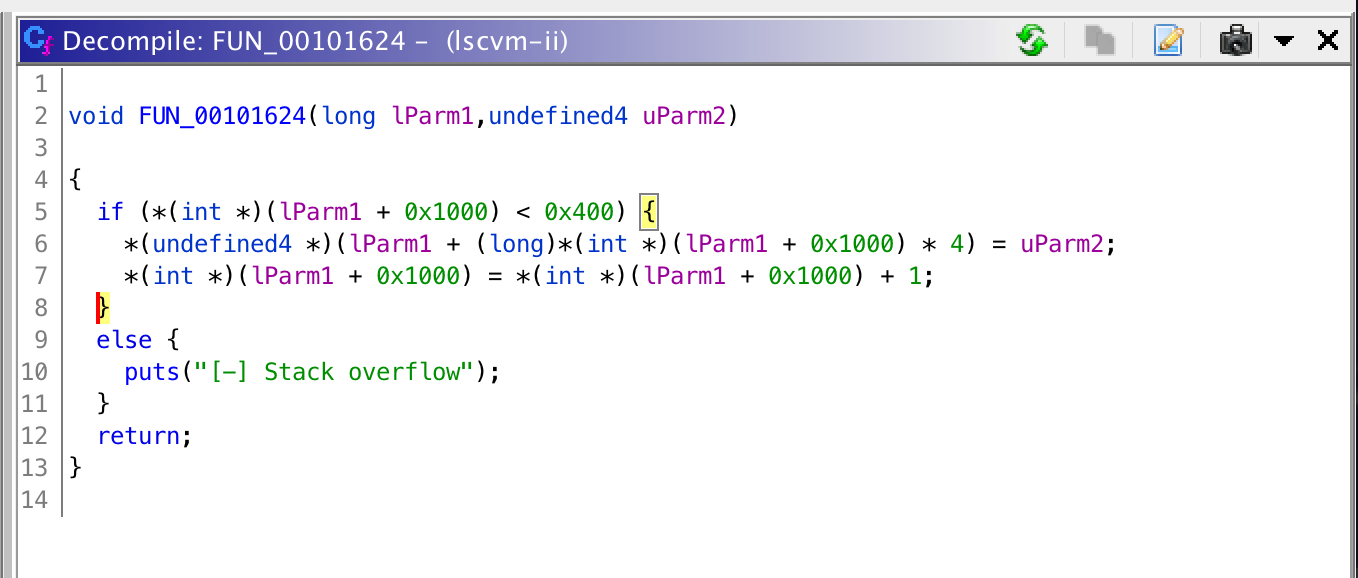 Decompile: FUN_00101624 – (lscvm-ii)
1
2 void FUN_00101624(long lParm1,undefined4 uParm2)
3
4 {
5   if (*(int *)(lParm1 + 0x1000) < 0x400) {
6     *(undefined4 *)(lParm1 + (long)*(int *)(lParm1 + 0x1000) * 4) = uParm2;
7     *(int *)(lParm1 + 0x1000) = *(int *)(lParm1 + 0x1000) + 1;
8   }
9   else {
10     puts("[-] Stack overflow");
11   }
12   return;
13 }
14